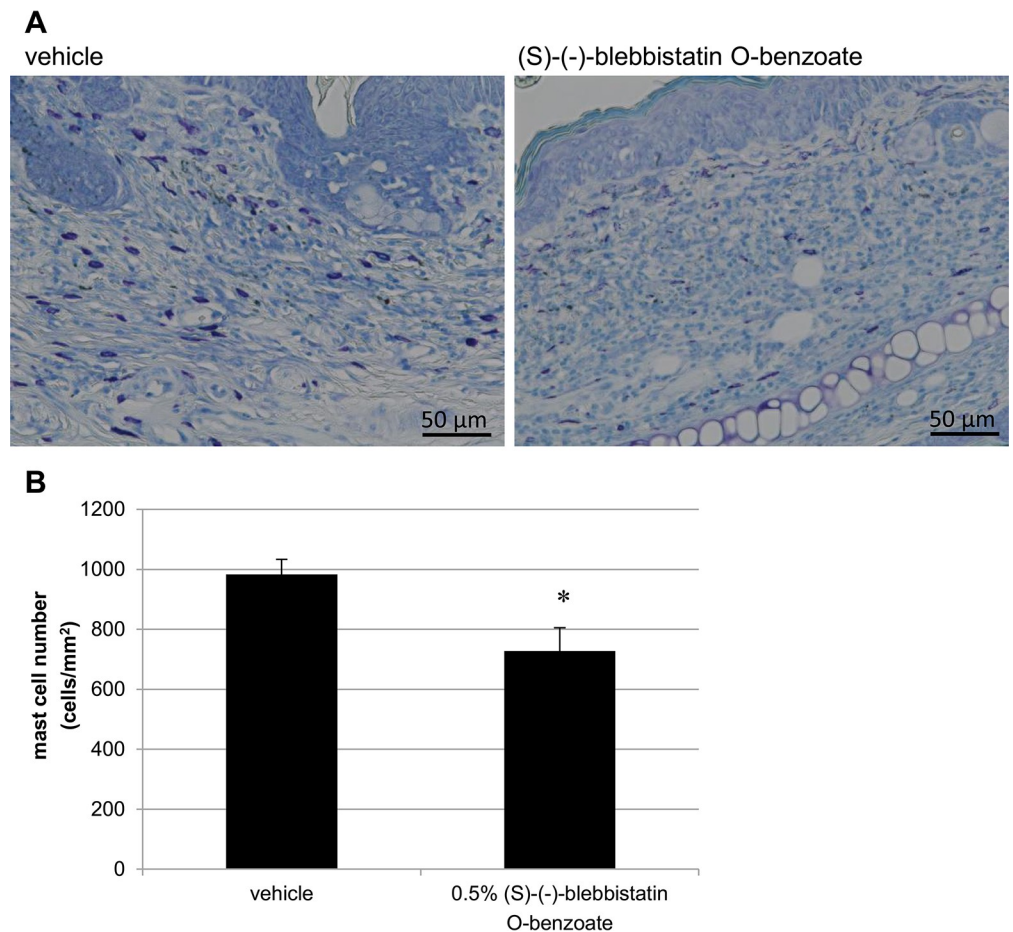 A
vehicle
(S)-(-)-blebbistatin O-benzoate
50 µm
50 µm
B
1200
1000
800
600
400
200
0
mast cell number
(cells/mm²)
*
vehicle
0.5% (S)-(-)-blebbistatin
O-benzoate